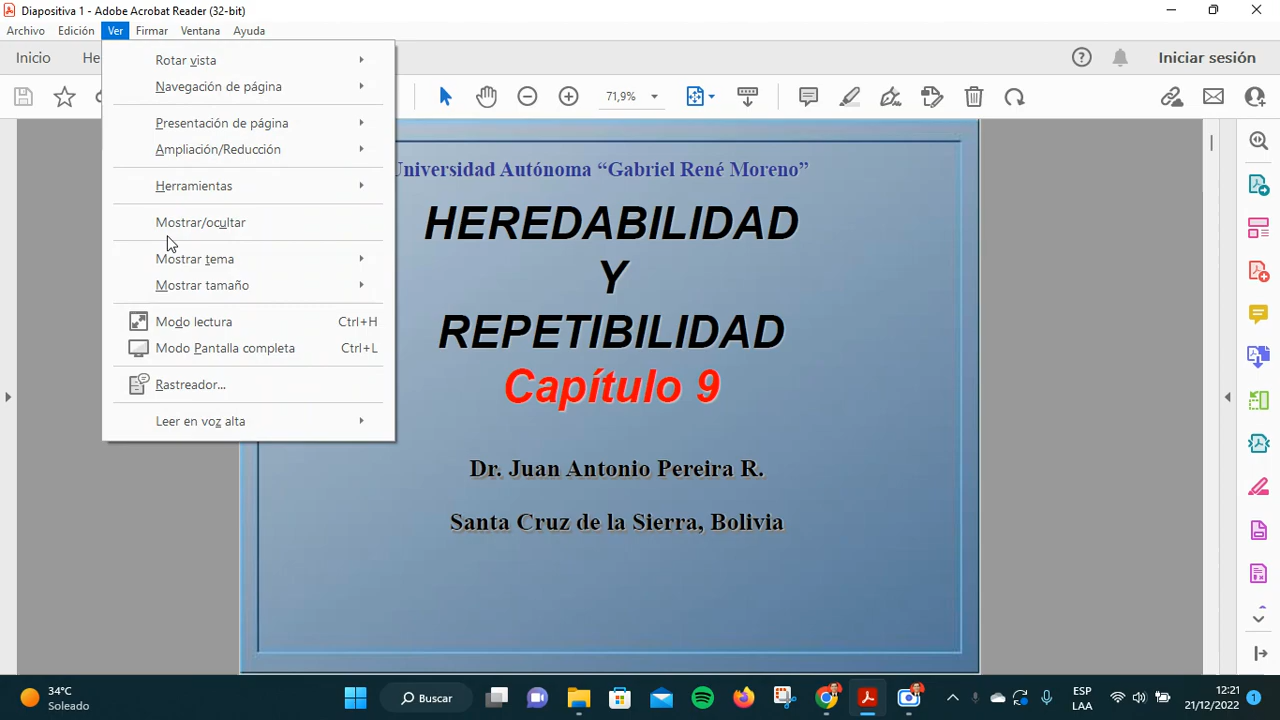 Diapositiva 1 - Adobe Acrobat Reader (32-bit)
Archivo Edición Ver Firmar Ventana Ayuda
Inicio He Iniciar sesión
71,9%
Rotar vista
Navegación de página
Presentación de página
Ampliación/Reducción
Herramientas
Mostrar/ocultar
Mostrar tema
Mostrar tamaño
Modo lectura Ctrl+H
Modo Pantalla completa Ctrl+L
Rastreador...
Leer en voz alta
Universidad Autónoma “Gabriel René Moreno”
HEREDABILIDAD
Y
REPETIBILIDAD
Capítulo 9
Dr. Juan Antonio Pereira R.
Santa Cruz de la Sierra, Bolivia
34°C
Soleado
Buscar
ESP
LAA
12:21
21/12/2022
1